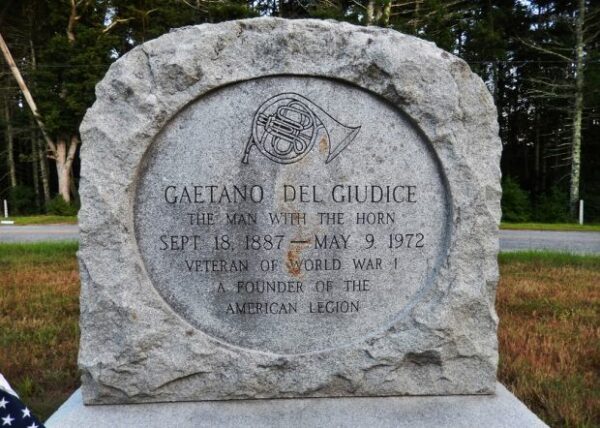 GAETANO DEL GIUDICE
THE MAN WITH THE HORN
SEPT. 18, 1887 — MAY 9, 1972
VETERAN OF WORLD WAR I
A FOUNDER OF THE
AMERICAN LEGION